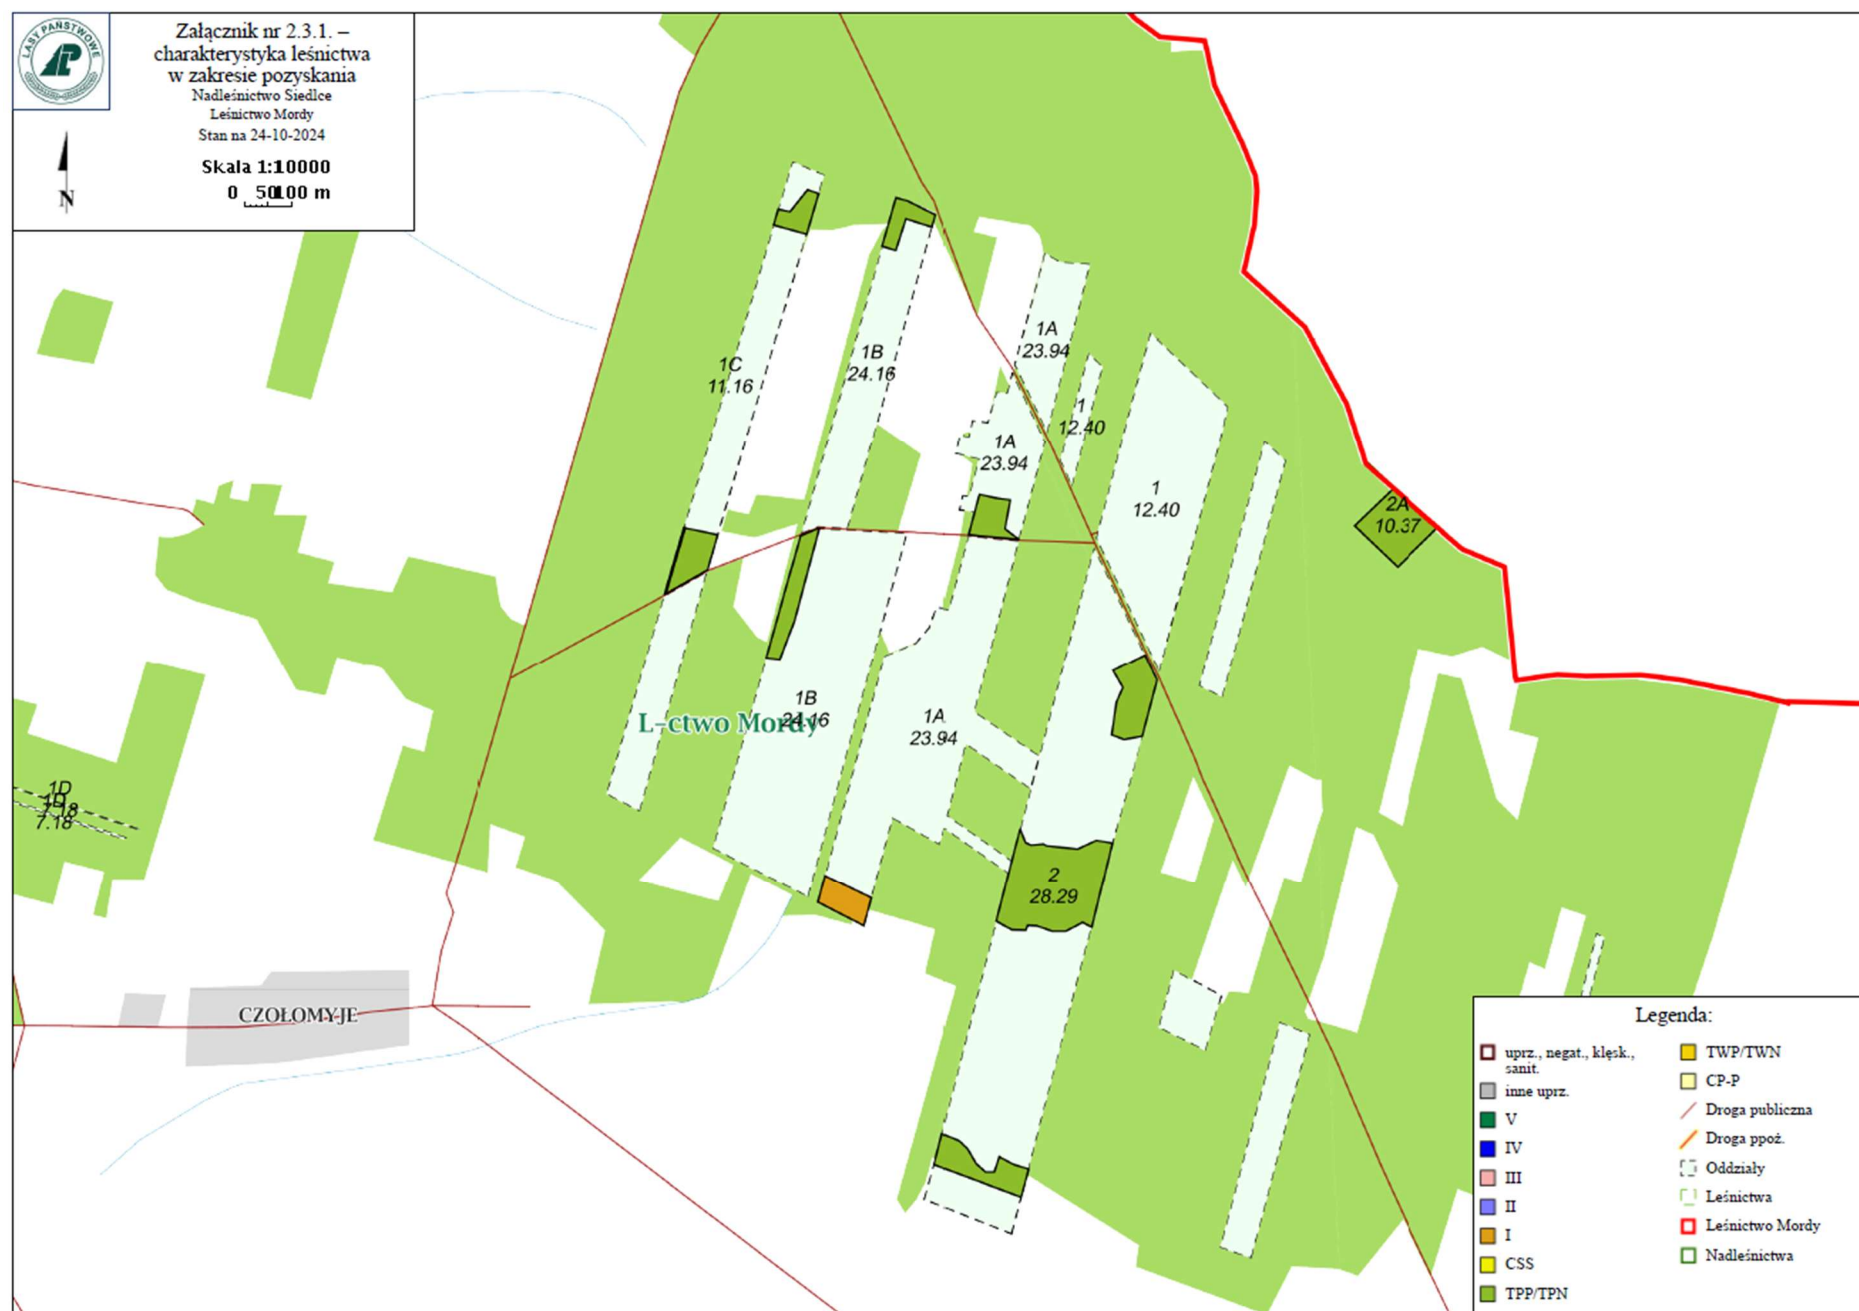 LASY PAŃSTWOWE
Załącznik nr 2.3.1. –
charakterystyka leśnictwa
w zakresie pozyskania
Nadleśnictwo Siedlce
Leśnictwo Mordy
Stan na 24-10-2024
Skala 1:10000
0 50 100 m
N
1A
23.94
1B
24.16
1C
11.16
1
12.40
1A
23.94
1
12.40
2A
10.37
1B
24.16
L-ctwo Mordy
1A
23.94
1D
7.18
1D
7.18
2
28.29
CZOŁOMYJE
Legenda:
uprz., negat., klęsk.,
sanit.
inne uprz.
V
IV
III
II
I
CSS
TPP/TPN
TWP/TWN
CP-P
Droga publiczna
Droga ppoż.
Oddziały
Leśnictwa
Leśnictwo Mordy
Nadleśnictwa